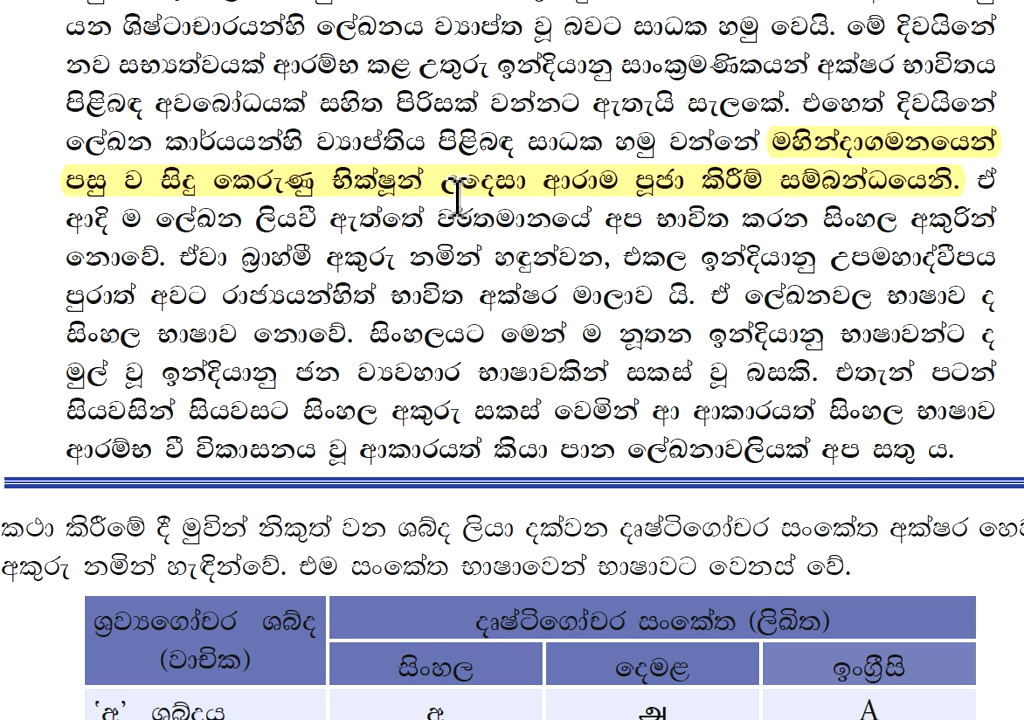 යන ශිෂ්ටාචාරයන්හි ලේඛනය ව්‍යාප්ත වූ බවට සාධක හමු වෙයි. මේ දිවයිනේ
නව සභ්‍යත්වයක් ආරම්භ කළ උතුරු ඉන්දියානු සාංක්‍රමණිකයන් අක්ෂර භාවිතය
පිළිබඳ අවබෝධයක් සහිත පිරිසක් වන්නට ඇතැයි සැලකේ. එහෙත් දිවයිනේ
ලේඛන කාර්යයන්හි ව්‍යාප්තිය පිළිබඳ සාධක හමු වන්නේ මහින්දාගමනයෙන්
පසු ව සිදු කෙරුණු භික්ෂූන් උදෙසා ආරාම පූජා කිරීම් සම්බන්ධයෙනි. ඒ
ආදි ම ලේඛන ලියවී ඇත්තේ වර්තමානයේ අප භාවිත කරන සිංහල අකුරින්
නොවේ. ඒවා බ්‍රාහ්මී අකුරු නමින් හඳුන්වන, එකල ඉන්දියානු උපමහාද්වීපය
පුරාත් අවට රාජ්‍යයන්හිත් භාවිත අක්ෂර මාලාව යි. ඒ ලේඛනවල භාෂාව ද
සිංහල භාෂාව නොවේ. සිංහලයට මෙන් ම නූතන ඉන්දියානු භාෂාවන්ට ද
මුල් වූ ඉන්දියානු ජන ව්‍යවහාර භාෂාවකින් සකස් වූ බසකි. එතැන් පටන්
සියවසින් සියවසට සිංහල අකුරු සකස් වෙමින් ආ ආකාරයත් සිංහල භාෂාව
ආරම්භ වී විකාසනය වූ ආකාරයත් කියා පාන ලේඛනාවලියක් අප සතු ය.
කථා කිරීමේ දී මුවින් නිකුත් වන ශබ්ද ලියා දක්වන දෘෂ්ටිගෝචර සංකේත අක්ෂර
අකුරු නමින් හැඳින්වේ. එම සංකේත භාෂාවෙන් භාෂාවට වෙනස් වේ.
ශ්‍රව්‍යගෝචර ශබ්ද (වාචික)
දෘෂ්ටිගෝචර සංකේත (ලිඛිත)
සිංහල දෙමළ ඉංග්‍රීසි
‘අ’ ශබ්දය අ அ A